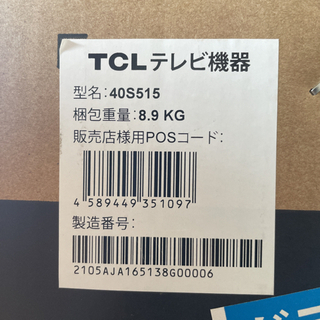 TCLテレビ機器
型名: 40S515
梱包重量: 8.9 KG
販売店様用POSコード:
4 589449 351097
製造番号:
2105AJA165138G00006